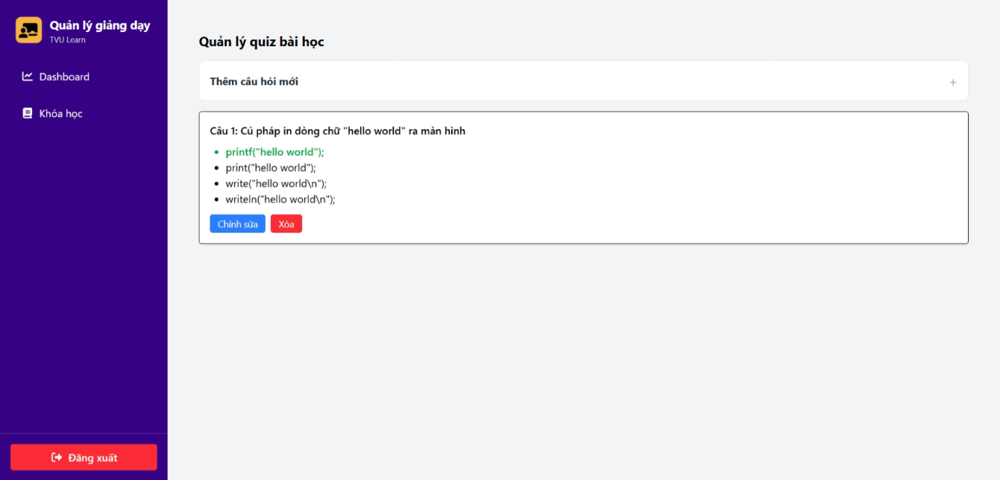 Quản lý giảng dạy
TVU Learn
Dashboard
Khóa học
Đăng xuất
Quản lý quiz bài học
Thêm câu hỏi mới
+
Câu 1: Cú pháp in dòng chữ "hello world" ra màn hình
printf("hello world");
print("hello world");
write("hello world\n");
writeln("hello world\n");
Chỉnh sửa Xóa